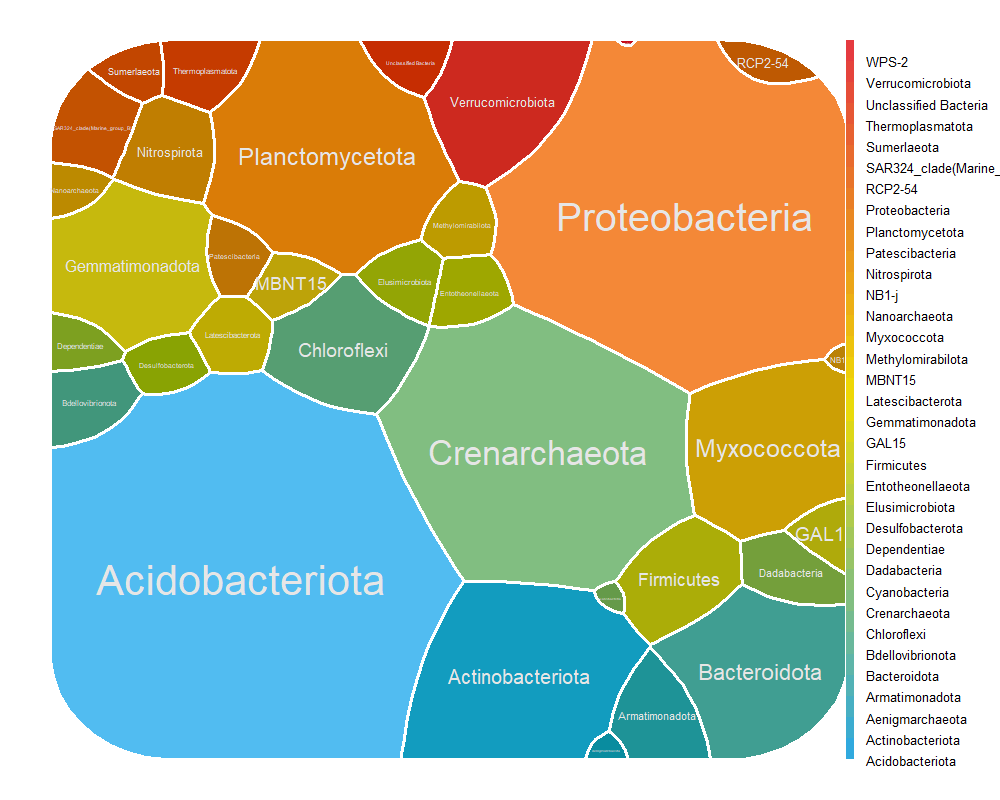 Sumerlaeota
Thermoplasmatota
Unclassified Bacteria
RCP2-54
Verrucomicrobiota
SAR324_clade(Marine_group_B
Nitrospirota
Planctomycetota
Nanoarchaeota
Proteobacteria
Methylomirabilota
Gemmatimonadota
Patescibacteria
MBNT15
Elusimicrobiota
Entotheonellaeota
Latescibacterota
Dependentiae
Chloroflexi
Desulfobacterota
NB1
Bdellovibrionota
Crenarchaeota
Myxococcota
GAL1
Acidobacteriota
Firmicutes
Dadabacteria
Actinobacteriota
Bacteroidota
Armatimonadota
WPS-2
Verrucomicrobiota
Unclassified Bacteria
Thermoplasmatota
Sumerlaeota
SAR324_clade(Marine_
RCP2-54
Proteobacteria
Planctomycetota
Patescibacteria
Nitrospirota
NB1-j
Nanoarchaeota
Myxococcota
Methylomirabilota
MBNT15
Latescibacterota
Gemmatimonadota
GAL15
Firmicutes
Entotheonellaeota
Elusimicrobiota
Desulfobacterota
Dependentiae
Dadabacteria
Cyanobacteria
Crenarchaeota
Chloroflexi
Bdellovibrionota
Bacteroidota
Armatimonadota
Aenigmarchaeota
Actinobacteriota
Acidobacteriota